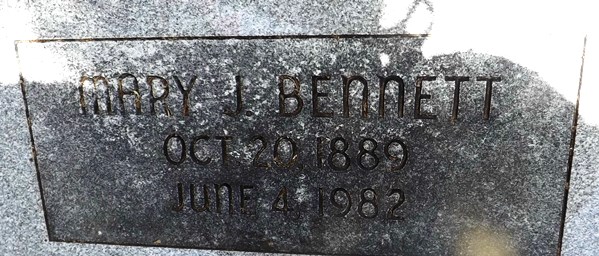 MARY J. BENNETT
OCT 20, 1889
JUNE 4, 1982